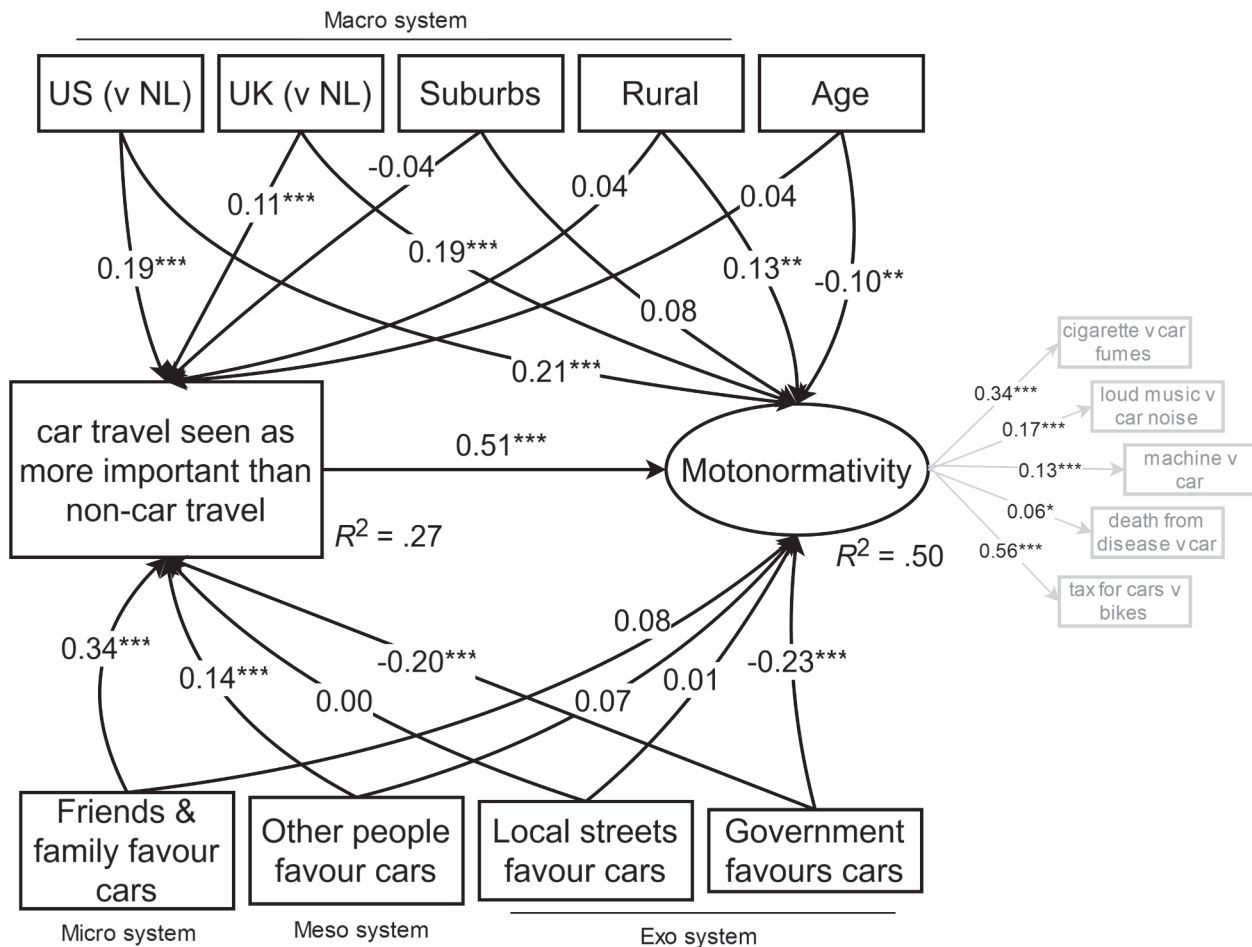 Macro system
US (v NL)
UK (v NL)
Suburbs
Rural
Age
-0.04
0.04
0.04
0.11***
0.19***
0.19***
0.13**
-0.10**
0.08
0.21***
car travel seen as
more important than
non-car travel
R² = .27
0.51***
Motonormativity
R² = .50
cigarette v car
fumes
0.34***
loud music v
car noise
0.17***
machine v
car
0.13***
death from
disease v car
0.06*
tax for cars v
bikes
0.56***
0.34***
0.14***
0.00
-0.20***
0.08
0.07
0.01
-0.23***
Friends &
family favour
cars
Other people
favour cars
Local streets
favour cars
Government
favours cars
Micro system
Meso system
Exo system